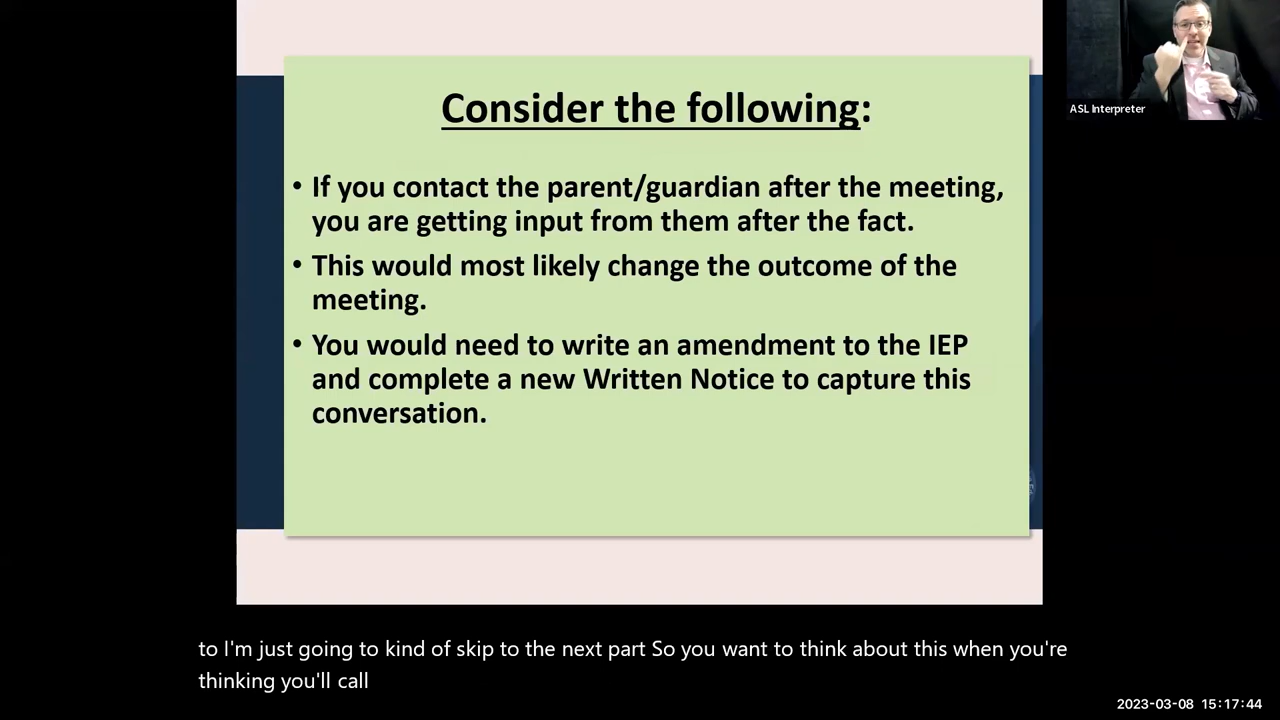 Consider the following:
• If you contact the parent/guardian after the meeting,
you are getting input from them after the fact.
• This would most likely change the outcome of the
meeting.
• You would need to write an amendment to the IEP
and complete a new Written Notice to capture this
conversation.
ASL Interpreter
to I'm just going to kind of skip to the next part So you want to think about this when you're
thinking you'll call
2023-03-08 15:17:44